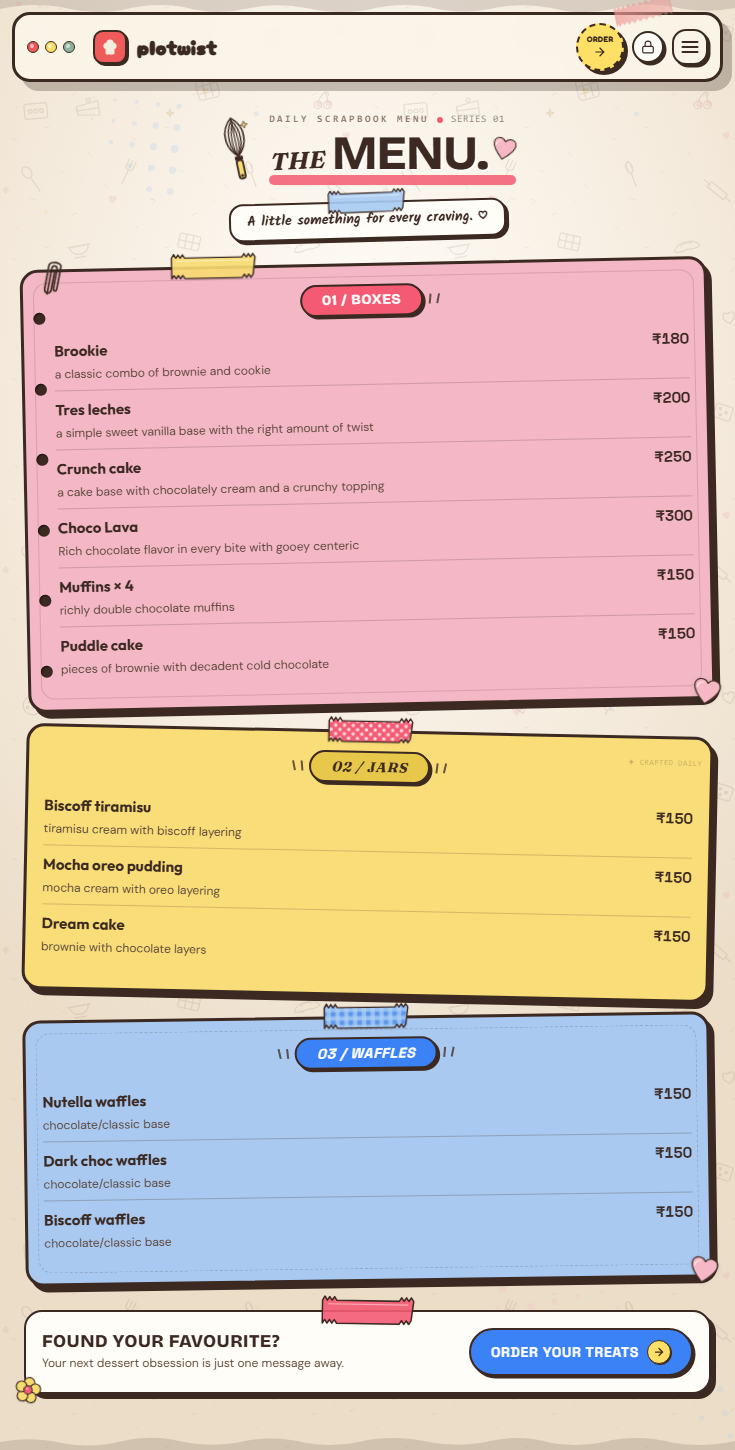 plotwist
ORDER →
DAILY SCRAPBOOK MENU ● SERIES 01
THE MENU.
A little something for every craving. ♡
01 / BOXES
Brookie ₹180
a classic combo of brownie and cookie
Tres leches ₹200
a simple sweet vanilla base with the right amount of twist
Crunch cake ₹250
a cake base with chocolately cream and a crunchy topping
Choco Lava ₹300
Rich chocolate flavor in every bite with gooey centeric
Muffins × 4 ₹150
richly double chocolate muffins
Puddle cake ₹150
pieces of brownie with decadent cold chocolate
02 / JARS
✦ CRAFTED DAILY
Biscoff tiramisu ₹150
tiramisu cream with biscoff layering
Mocha oreo pudding ₹150
mocha cream with oreo layering
Dream cake ₹150
brownie with chocolate layers
03 / WAFFLES
Nutella waffles ₹150
chocolate/classic base
Dark choc waffles ₹150
chocolate/classic base
Biscoff waffles ₹150
chocolate/classic base
FOUND YOUR FAVOURITE?
Your next dessert obsession is just one message away.
ORDER YOUR TREATS →